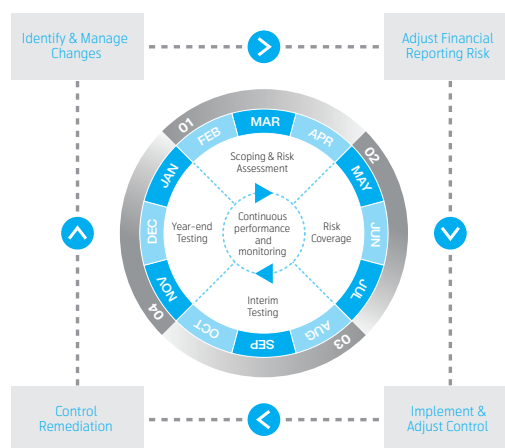 Identify & Manage
Changes
Adjust Financial
Reporting Risk
01
02
03
04
JAN
FEB
MAR
APR
MAY
JUN
JUL
AUG
SEP
OCT
NOV
DEC
Scoping & Risk
Assessment
Year-end
Testing
Continuous
performance
and
monitoring
Risk
Coverage
Interim
Testing
Control
Remediation
Implement &
Adjust Control